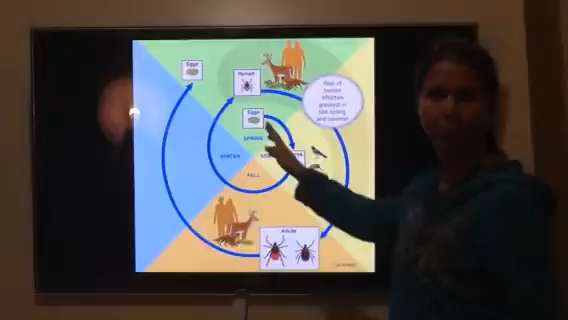 Eggs
Nymph
Risk of
human
infection
greatest in
late spring
and summer
Eggs
SPRING
WINTER
FALL
Adults